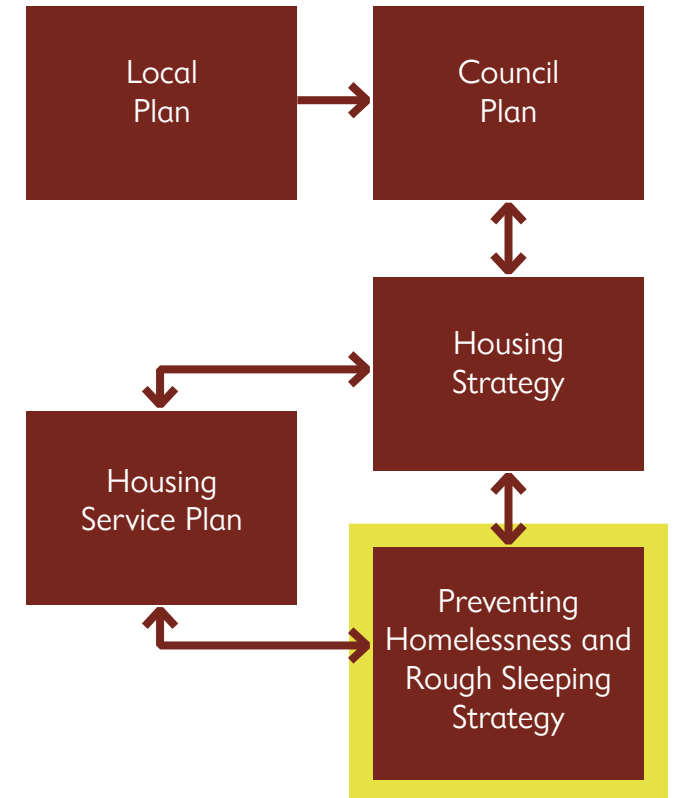 Local
Plan
Council
Plan
Housing
Strategy
Housing
Service Plan
Preventing
Homelessness and
Rough Sleeping
Strategy